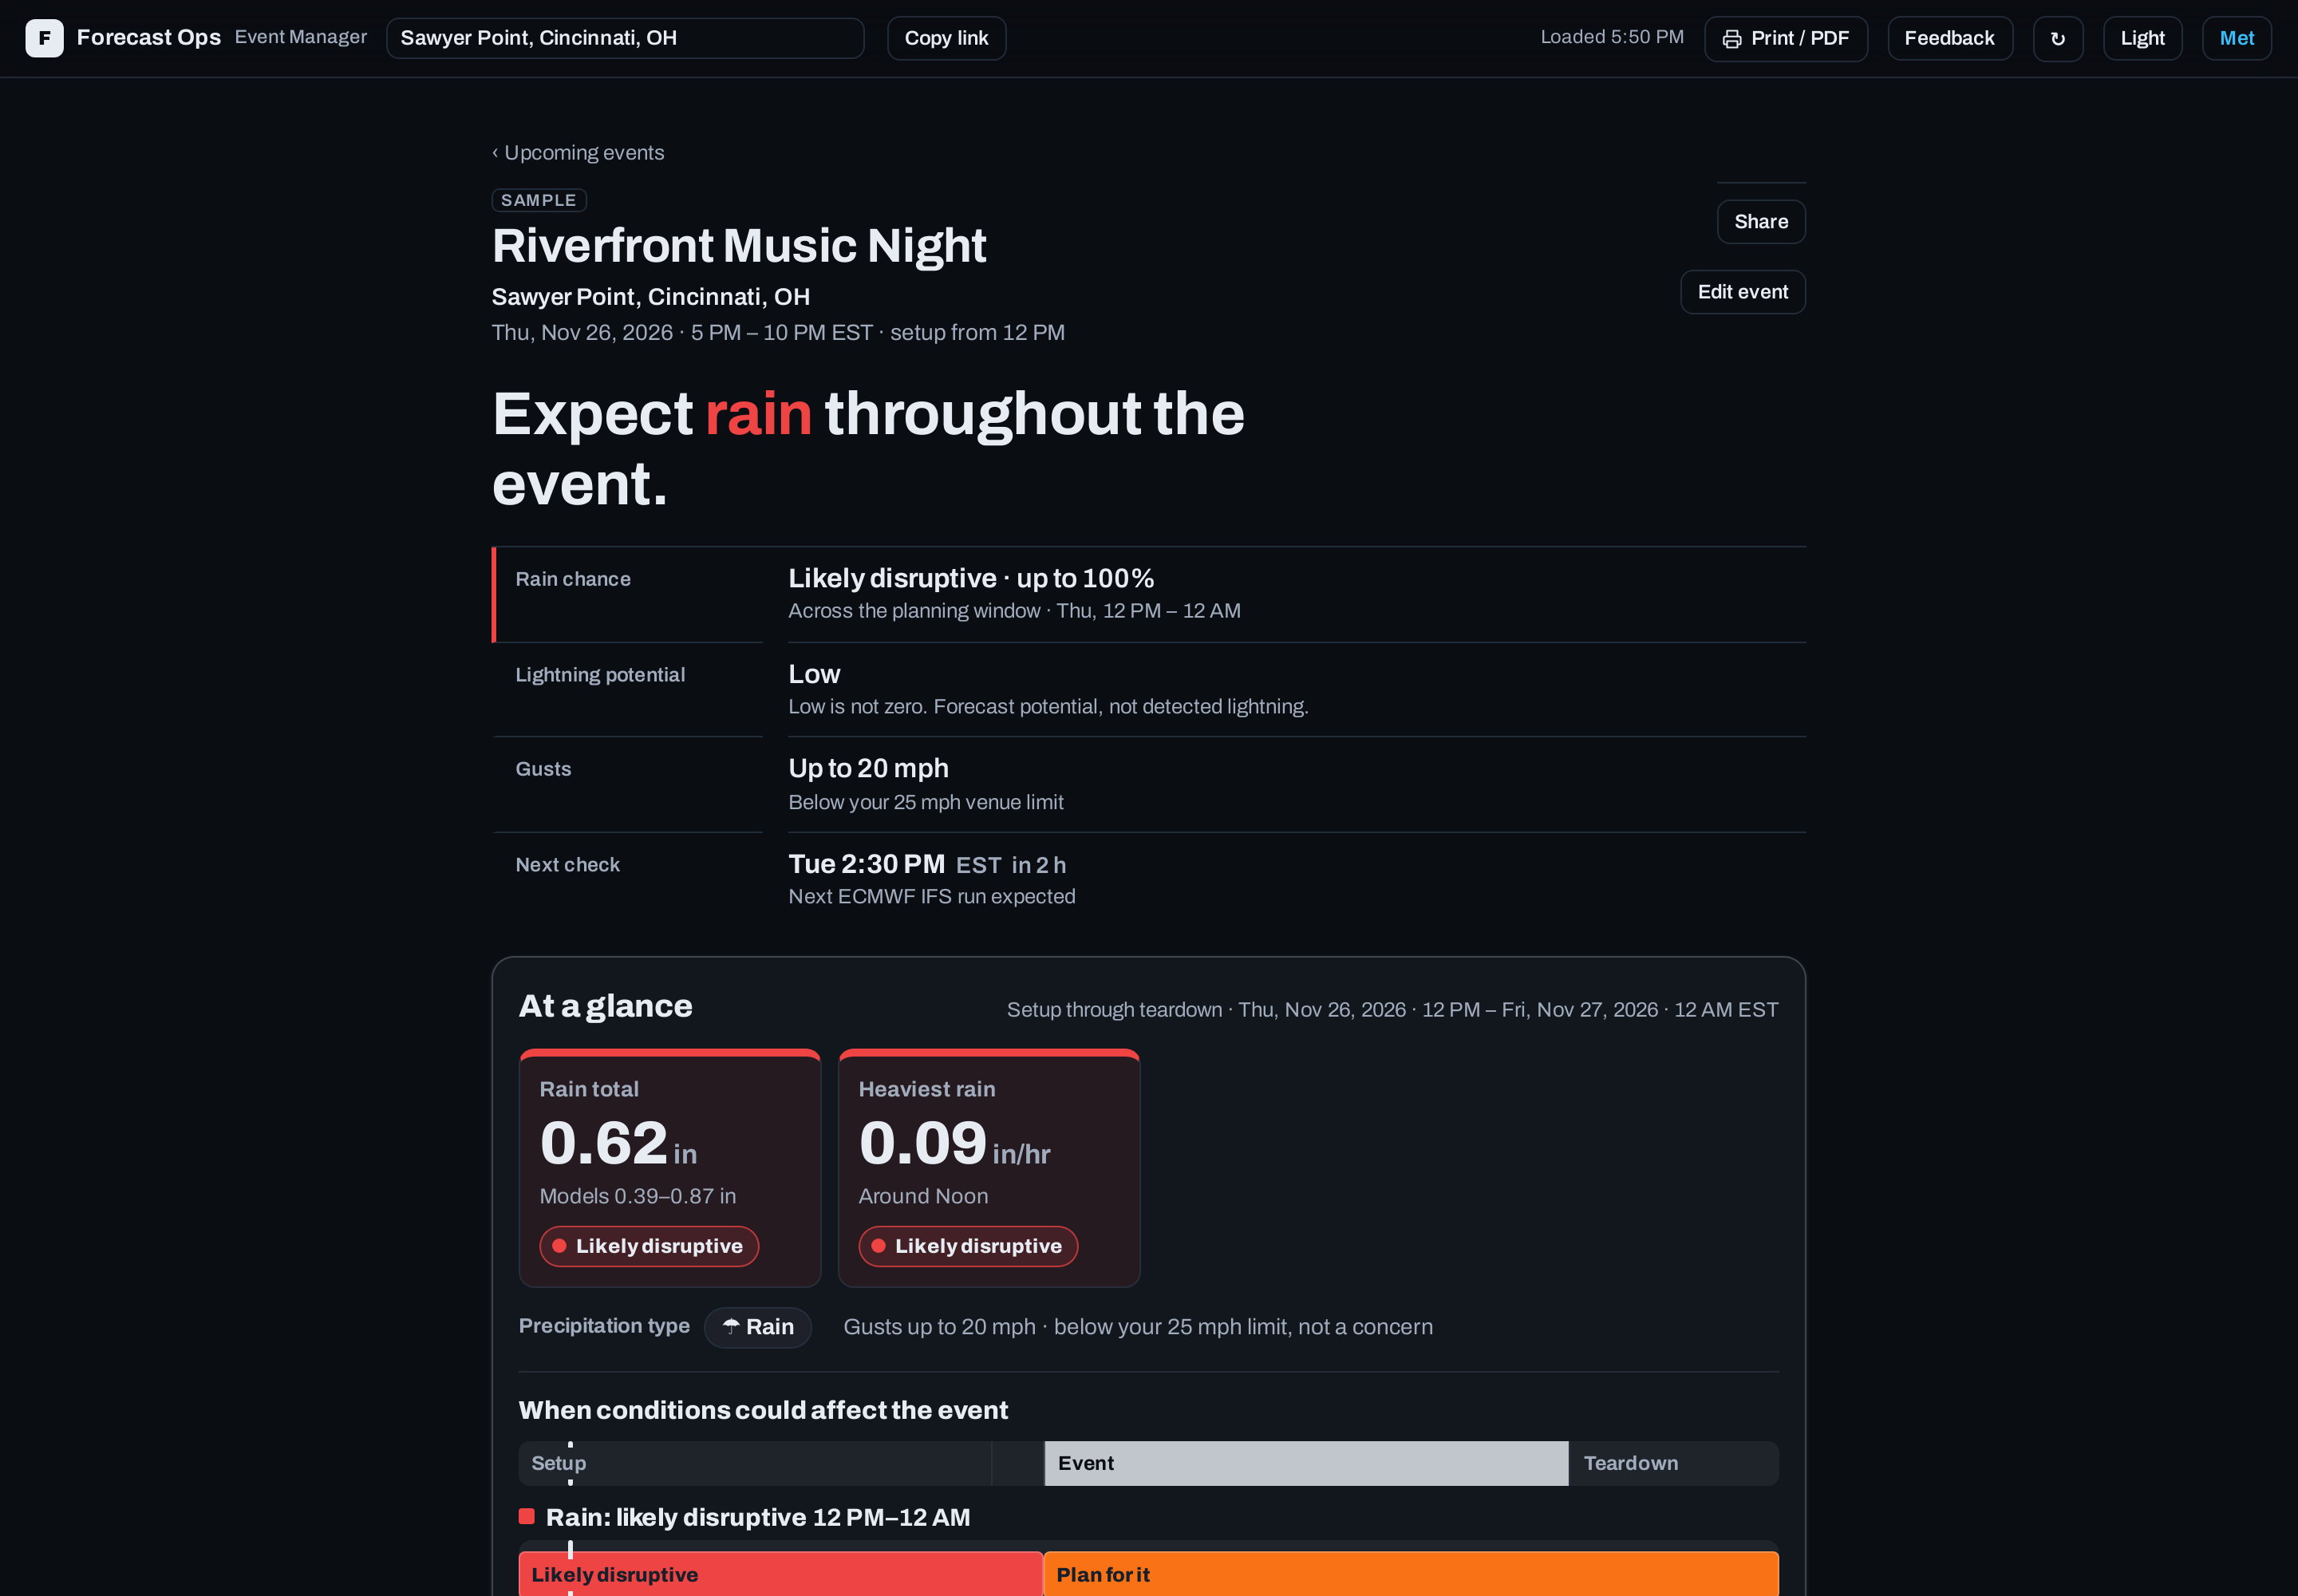 F Forecast Ops Event Manager Sawyer Point, Cincinnati, OH Copy link Loaded 5:50 PM Print / PDF Feedback ↻ Light Met
‹ Upcoming events
SAMPLE
Share
Riverfront Music Night
Sawyer Point, Cincinnati, OH
Edit event
Thu, Nov 26, 2026 · 5 PM – 10 PM EST · setup from 12 PM
Expect rain throughout the
event.
Rain chance Likely disruptive · up to 100%
Across the planning window · Thu, 12 PM – 12 AM
Lightning potential Low
Low is not zero. Forecast potential, not detected lightning.
Gusts Up to 20 mph
Below your 25 mph venue limit
Next check Tue 2:30 PM EST in 2 h
Next ECMWF IFS run expected
At a glance Setup through teardown · Thu, Nov 26, 2026 · 12 PM – Fri, Nov 27, 2026 · 12 AM EST
Rain total Heaviest rain
0.62 in 0.09 in/hr
Models 0.39–0.87 in Around Noon
Likely disruptive Likely disruptive
Precipitation type ☂ Rain Gusts up to 20 mph · below your 25 mph limit, not a concern
When conditions could affect the event
Setup Event Teardown
Rain: likely disruptive 12 PM–12 AM
Likely disruptive Plan for it